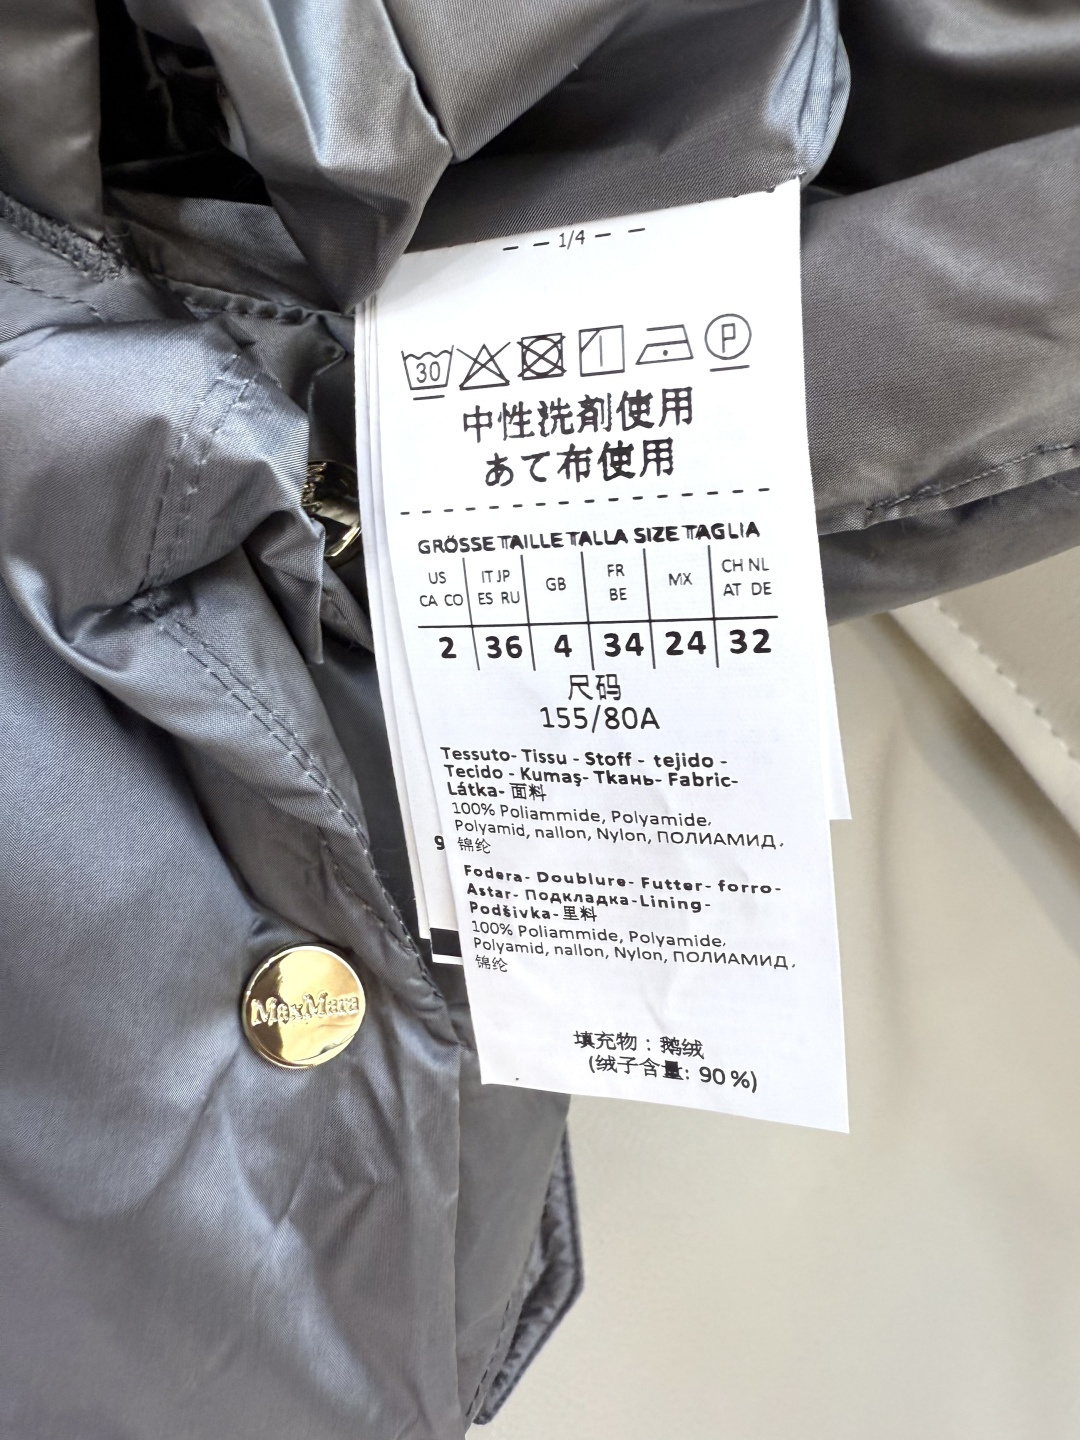 1/4
30
P
中性洗剤使用
あて布使用
GRÖSSE TAILLE TALLA SIZE TAGLIA
US CA CO
IT JP ES RU
GB
FR BE
MX
CH NL AT DE
2 36 4 34 24 32
尺码
155/80A
Tessuto- Tissu - Stoff - tejido -
Tecido - Kumaş- Ткань- Fabric-
Látka- 面料
100% Poliammide, Polyamide,
Polyamid, nallon, Nylon, ПОЛИАМИД,
锦纶
Fodera- Doublure- Futter- forro-
Astar- Подкладка-Lining-
Podšivka- 里料
100% Poliammide, Polyamide,
Polyamid, nallon, Nylon, ПОЛИАМИД,
锦纶
填充物：鹅绒
(绒子含量: 90%)
9
MaxMara